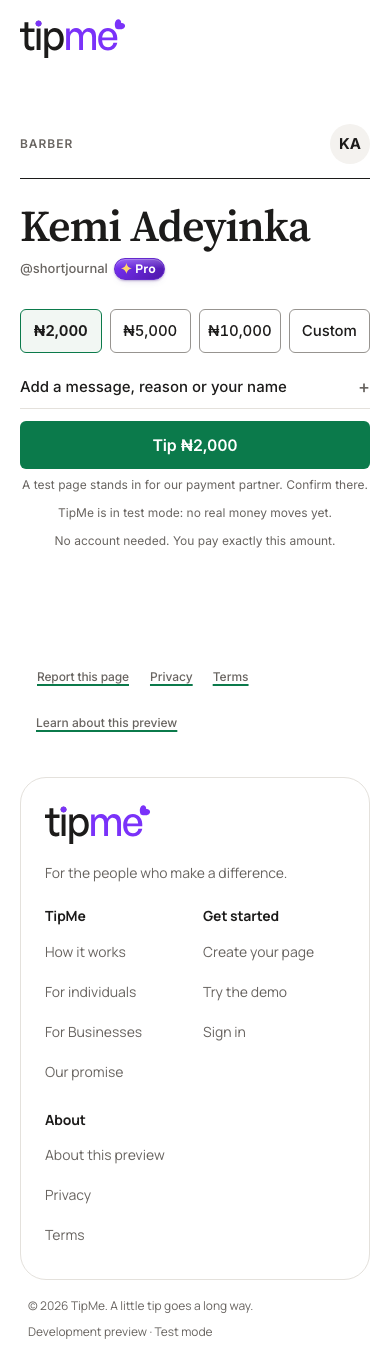 tipme
BARBER
KA
Kemi Adeyinka
@shortjournal ✦ Pro
₦2,000 ₦5,000 ₦10,000 Custom
Add a message, reason or your name +
Tip ₦2,000
A test page stands in for our payment partner. Confirm there.
TipMe is in test mode: no real money moves yet.
No account needed. You pay exactly this amount.
Report this page Privacy Terms
Learn about this preview
tipme
For the people who make a difference.
TipMe
How it works
For individuals
For Businesses
Our promise
Get started
Create your page
Try the demo
Sign in
About
About this preview
Privacy
Terms
© 2026 TipMe. A little tip goes a long way.
Development preview · Test mode